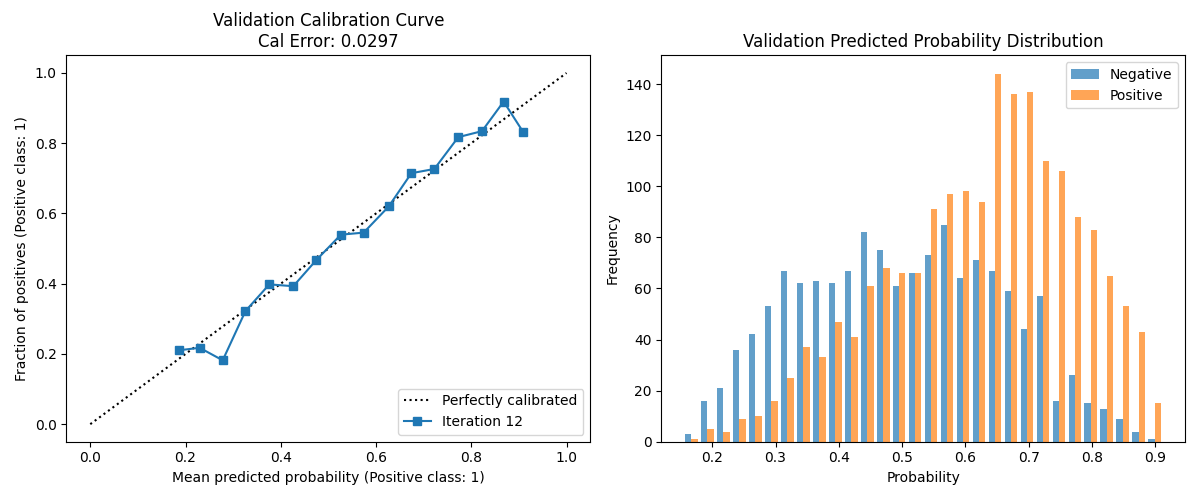 Validation Calibration Curve
Cal Error: 0.0297
Fraction of positives (Positive class: 1)
1.0
0.8
0.6
0.4
0.2
0.0
0.0 0.2 0.4 0.6 0.8 1.0
Mean predicted probability (Positive class: 1)
Perfectly calibrated
Iteration 12
Validation Predicted Probability Distribution
Frequency
140
120
100
80
60
40
20
0
0.2 0.3 0.4 0.5 0.6 0.7 0.8 0.9
Probability
Negative
Positive